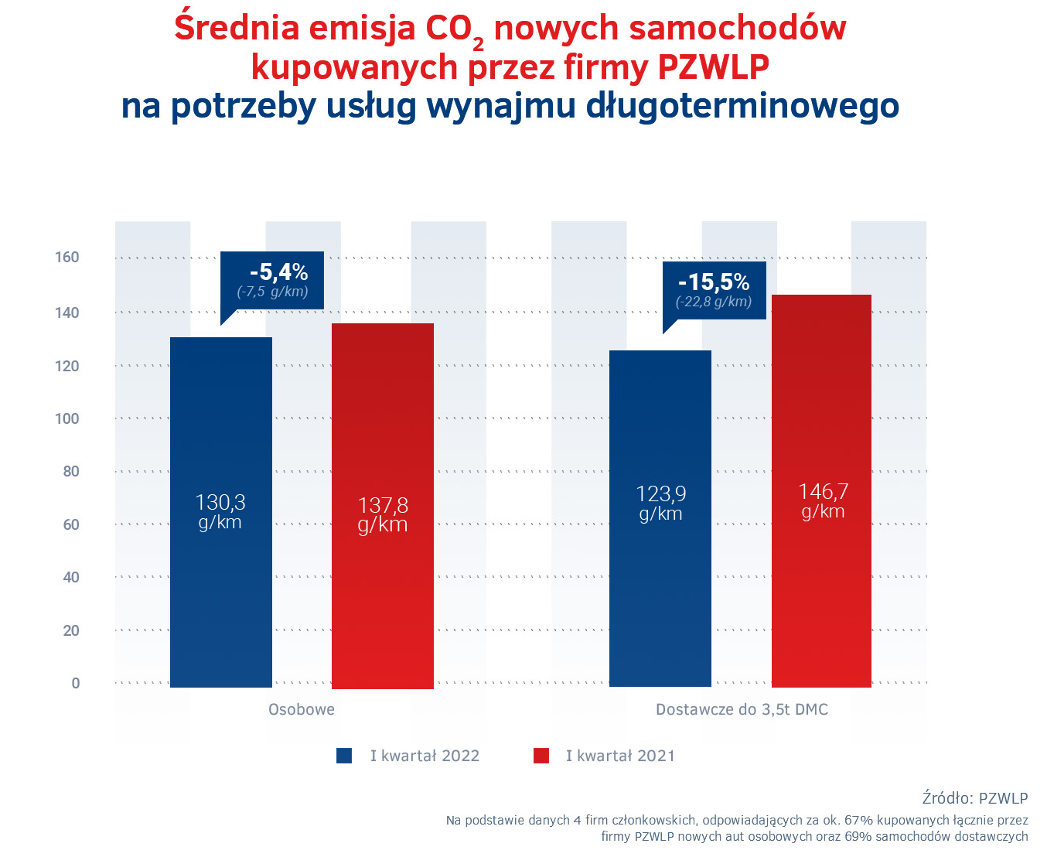 Średnia emisja CO₂ nowych samochodów
kupowanych przez firmy PZWLP
na potrzeby usług wynajmu długoterminowego
160
140
120
100
80
60
40
20
0
-5,4%
(-7,5 g/km)
-15,5%
(-22,8 g/km)
130,3
g/km
137,8
g/km
123,9
g/km
146,7
g/km
Osobowe
Dostawcze do 3,5t DMC
I kwartał 2022
I kwartał 2021
Źródło: PZWLP
Na podstawie danych 4 firm członkowskich, odpowiadających za ok. 67% kupowanych łącznie przez
firmy PZWLP nowych aut osobowych oraz 69% samochodów dostawczych